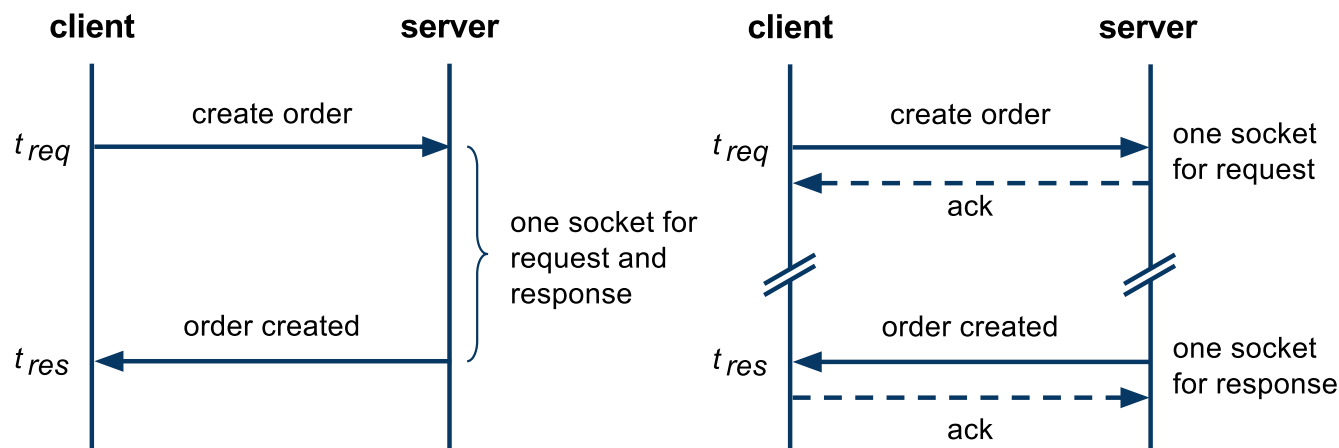 client
server
create order
t req
one socket for
request and
response
order created
t res
client
server
create order
t req
one socket
for request
ack
order created
t res
one socket
for response
ack